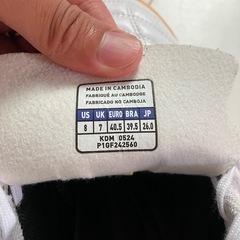 MADE IN CAMBODIA
FABRIQUÉ AU CAMBODGE
FABRICADO NO CAMBOJA
US UK EURO BRA JP
8 7 40.5 39.5 26.0
KDM 0524
P1GF242560